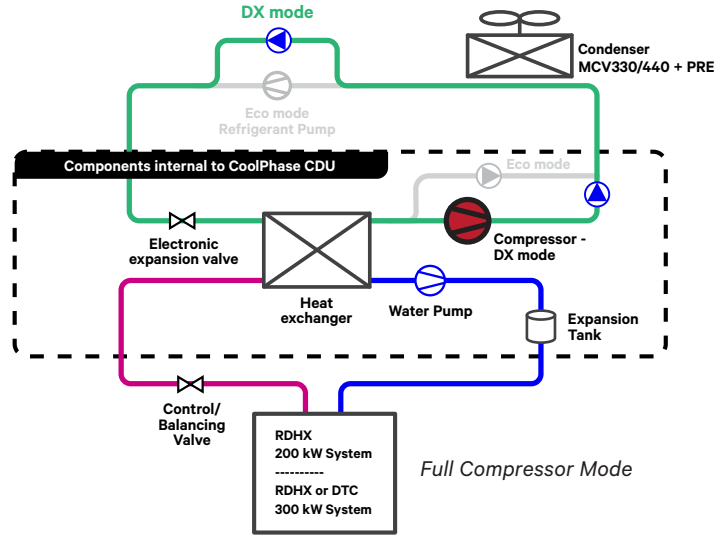 DX mode
Condenser
MCV330/440 + PRE
Eco mode
Refrigerant Pump
Components internal to CoolPhase CDU
Eco mode
Electronic
expansion valve
Compressor -
DX mode
Heat
exchanger
Water Pump
Expansion
Tank
Control/
Balancing
Valve
RDHX
200 kW System
----------
RDHX or DTC
300 kW System
Full Compressor Mode